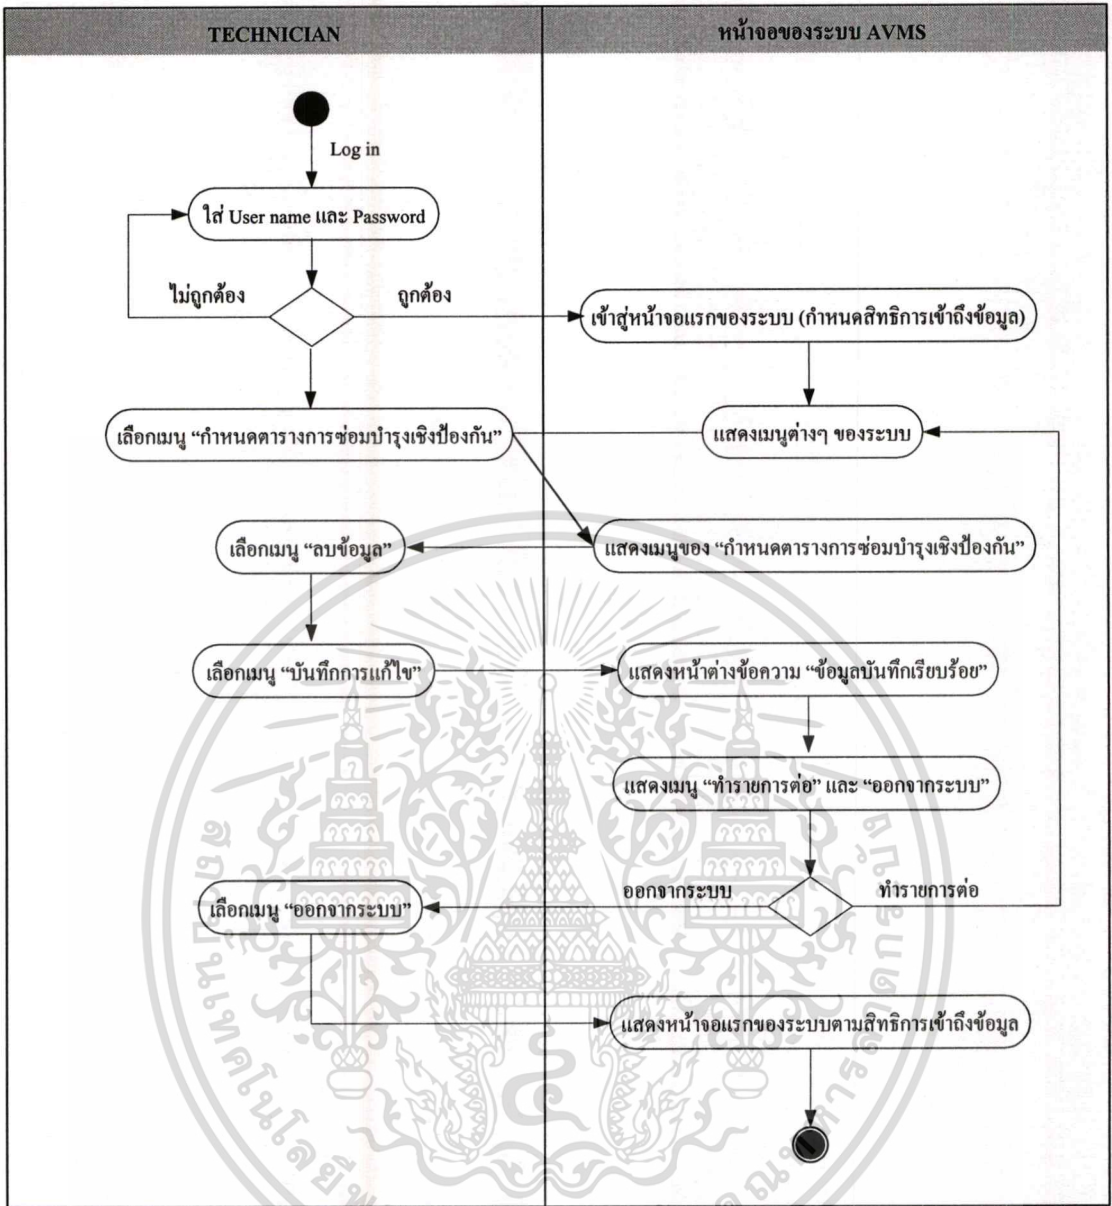 TECHNICIAN
หน้าจอของระบบ AVMS
Log in
ใส่ User name และ Password
ไม่ถูกต้อง
ถูกต้อง
เข้าสู่หน้าจอแรกของระบบ (กำหนดสิทธิการเข้าถึงข้อมูล)
เลือกเมนู “กำหนดตารางการซ่อมบำรุงเชิงป้องกัน”
แสดงเมนูต่างๆ ของระบบ
เลือกเมนู “ลบข้อมูล”
แสดงเมนูของ “กำหนดตารางการซ่อมบำรุงเชิงป้องกัน”
เลือกเมนู “บันทึกการแก้ไข”
แสดงหน้าต่างข้อความ “ข้อมูลบันทึกเรียบร้อย”
แสดงเมนู “ทำรายการต่อ” และ “ออกจากระบบ”
ออกจากระบบ
ทำรายการต่อ
เลือกเมนู “ออกจากระบบ”
แสดงหน้าจอแรกของระบบตามสิทธิการเข้าถึงข้อมูล